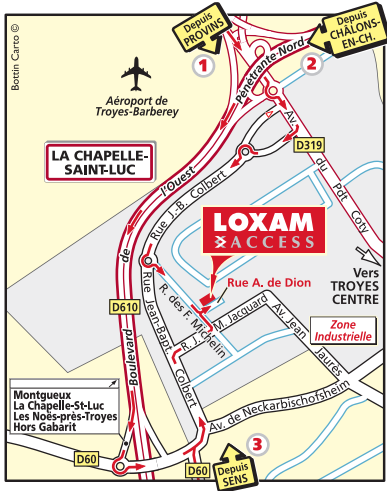 Bottin Carto ©
Depuis
PROVINS
1
Depuis
CHÂLONS-
EN-CH.
2
Pénétrante-Nord
Aéroport de
Troyes-Barberey
Av. du Pdt Coty
D319
LA CHAPELLE-
SAINT-LUC
Boulevard de l'Ouest
Rue J.-B. Colbert
LOXAM
ACCESS
Rue A. de Dion
Vers
TROYES
CENTRE
R. des F. Michelin
Rue Jean-Bapt. Colbert
R. J.- M. Jacquard
Av. Jean Jaurès
Zone
Industrielle
D610
Montgueux
La Chapelle-St-Luc
Les Noës-près-Troyes
Hors Gabarit
Av. de Neckarbischofsheim
D60
D60
3
Depuis
SENS